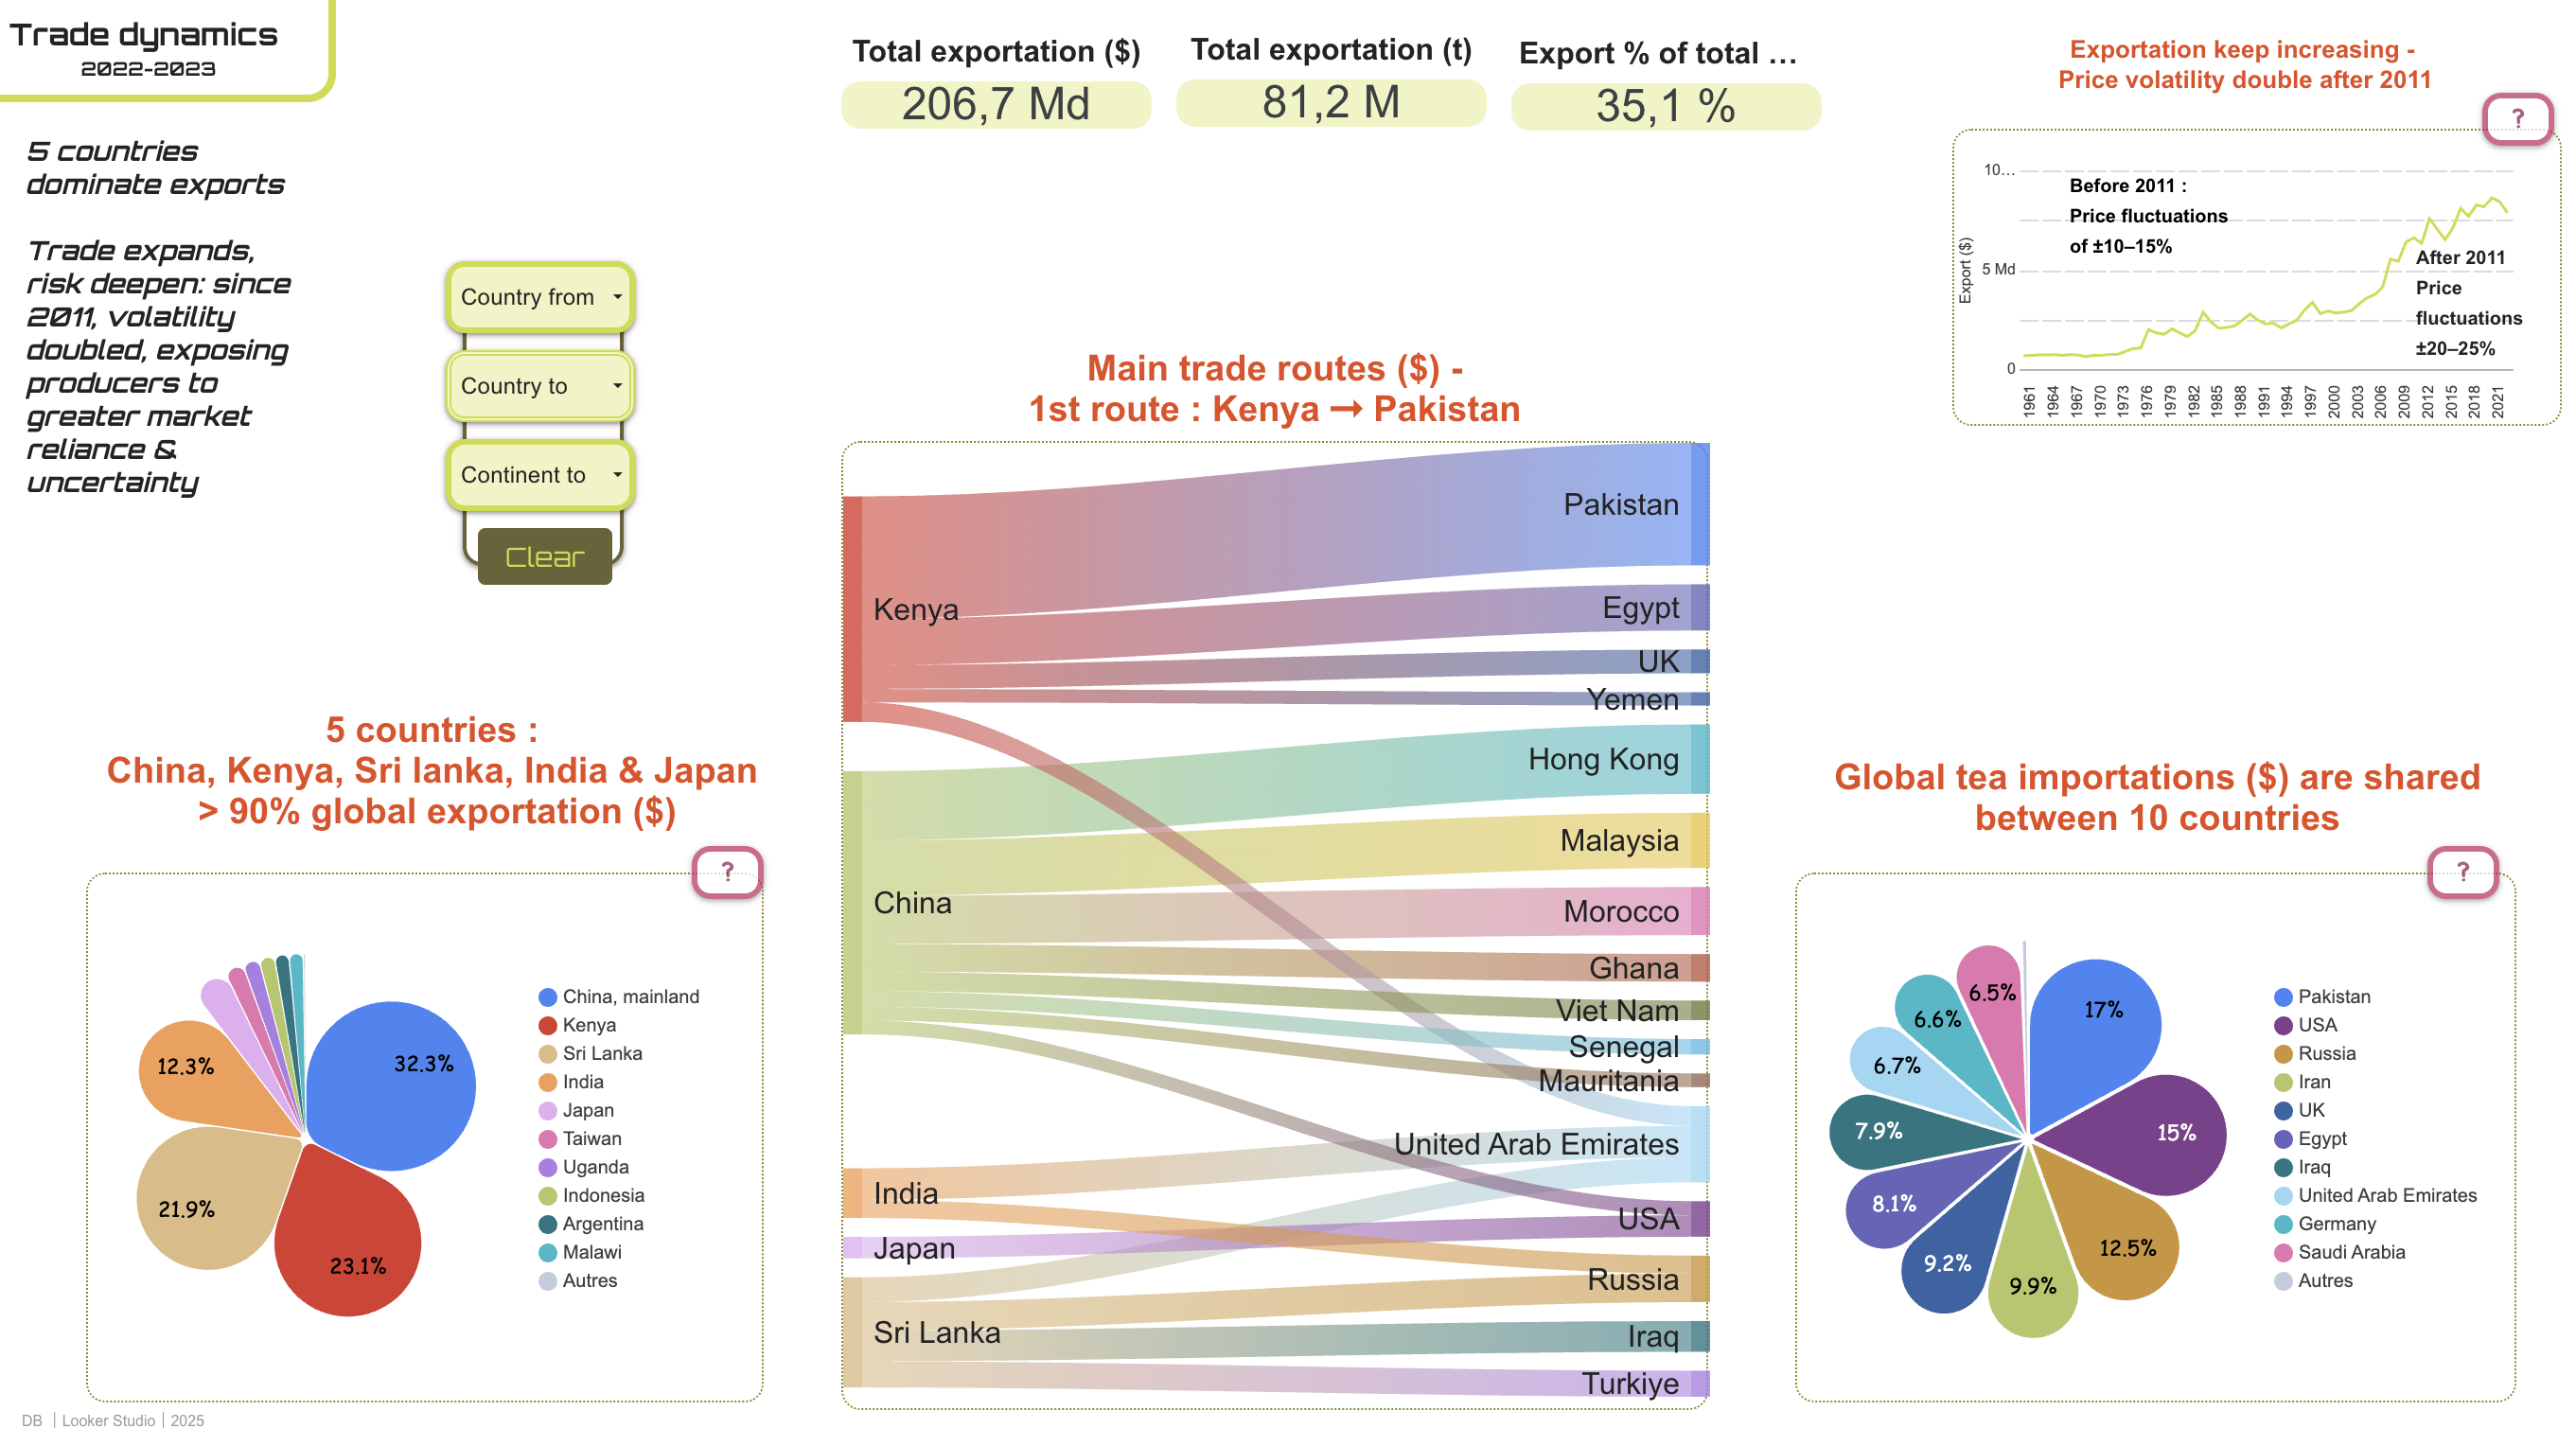 Trade dynamics
2022-2023
5 countries
dominate exports
Trade expands,
risk deepen: since
2011, volatility
doubled, exposing
producers to
greater market
reliance &
uncertainty
Country from
Country to
Continent to
Clear
Total exportation ($)
206,7 Md
Total exportation (t)
81,2 M
Export % of total ...
35,1 %
Exportation keep increasing -
Price volatility double after 2011
?
Export ($)
10...
5 Md
0
Before 2011 :
Price fluctuations
of ±10–15%
After 2011
Price
fluctuations
±20–25%
1961
1964
1967
1970
1973
1976
1979
1982
1985
1988
1991
1994
1997
2000
2003
2006
2009
2012
2015
2018
2021
Main trade routes ($) -
1st route : Kenya → Pakistan
Kenya
China
India
Japan
Sri Lanka
Pakistan
Egypt
UK
Yemen
Hong Kong
Malaysia
Morocco
Ghana
Viet Nam
Senegal
Mauritania
United Arab Emirates
USA
Russia
Iraq
Turkiye
5 countries :
China, Kenya, Sri lanka, India & Japan
> 90% global exportation ($)
?
32.3%
23.1%
21.9%
12.3%
China, mainland
Kenya
Sri Lanka
India
Japan
Taiwan
Uganda
Indonesia
Argentina
Malawi
Autres
Global tea importations ($) are shared
between 10 countries
?
17%
15%
12.5%
9.9%
9.2%
8.1%
7.9%
6.7%
6.6%
6.5%
Pakistan
USA
Russia
Iran
UK
Egypt
Iraq
United Arab Emirates
Germany
Saudi Arabia
Autres
DB | Looker Studio | 2025